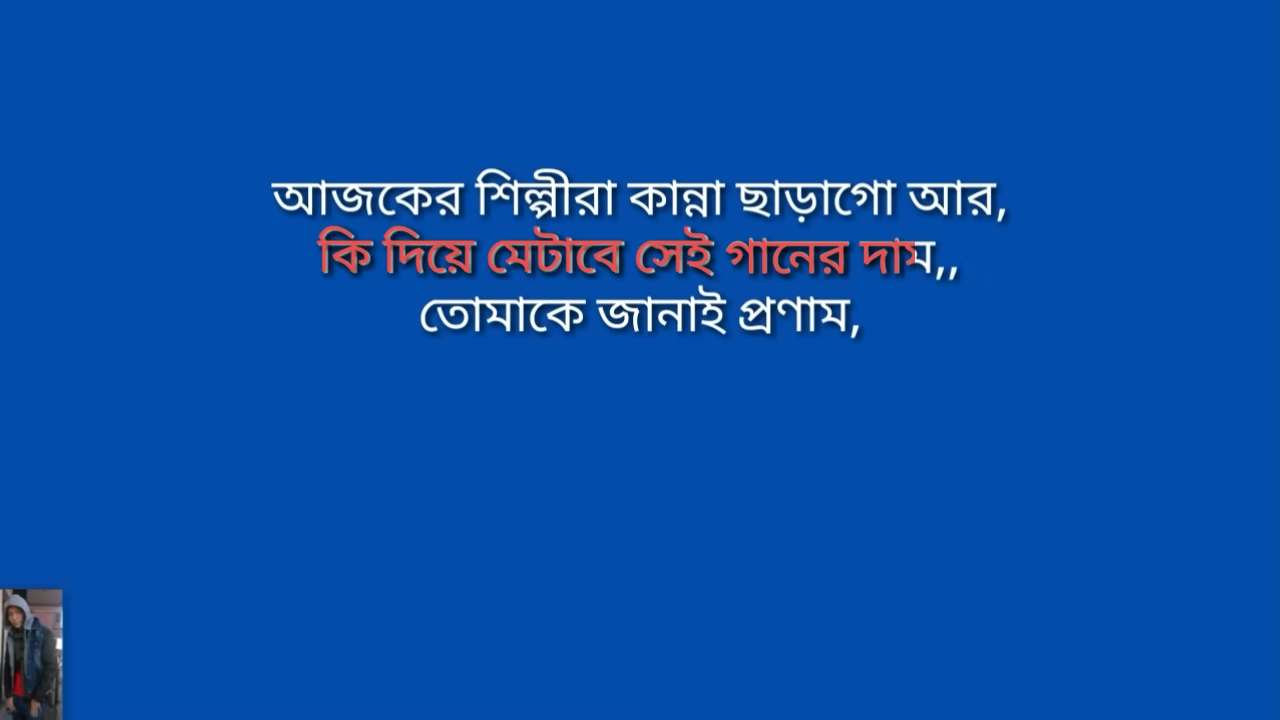 আজকের শিল্পীরা কান্না ছাড়াগো আর,
কি দিয়ে মেটাবে সেই গানের দাম,,
তোমাকে জানাই প্রণাম,